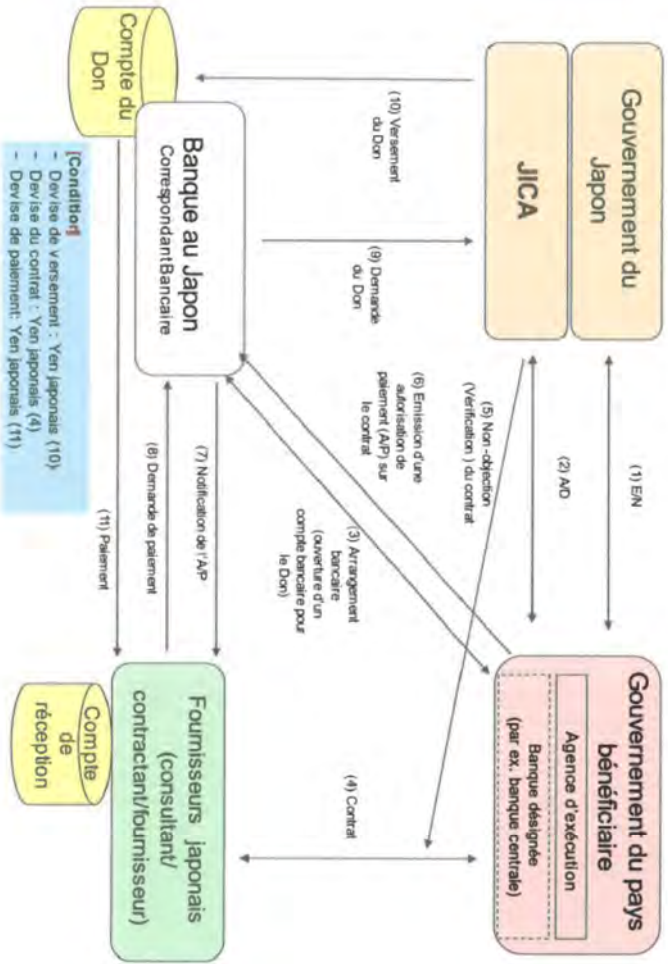 Gouvernement du
Japon
JICA
(1) E/N
(2) A/D
Gouvernement du pays
bénéficiaire
Agence d'exécution
Banque désignée
(par ex. banque centrale)
(5) Non -objection
(Vérification ) du contrat
(6) Emission d'une
autorisation de
paiement (A/P) sur
le contrat
(3) Arrangement
bancaire
(ouverture d'un
compte bancaire pour
le Don)
(4) Contrat
(10) Versement
du Don
(9) Demande
du Don
Compte du
Don
Banque au Japon
Correspondant Bancaire
(7) Notification de l'A/P
(8) Demande de paiement
(11) Paiement
Fournisseurs japonais
(consultant/
contractant/fournisseur)
Compte
de
réception
[Condition]
- Devise de versement : Yen japonais (10)
- Devise du contrat : Yen japonais (4)
- Devise de paiement: Yen japonais (11)